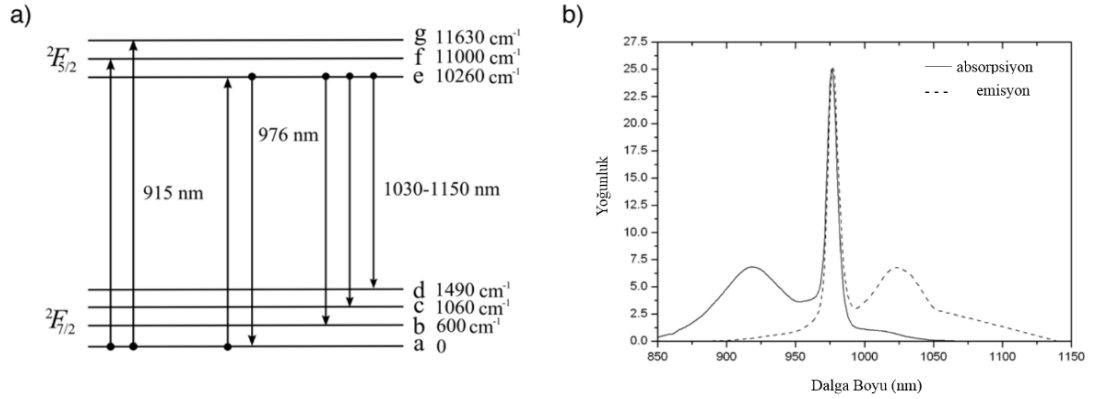 a)
g 11630 cm⁻¹
²F₅/₂
f 11000 cm⁻¹
e 10260 cm⁻¹
976 nm
915 nm
1030-1150 nm
d 1490 cm⁻¹
c 1060 cm⁻¹
²F₇/₂
b 600 cm⁻¹
a 0
b)
27.5
25.0
22.5
20.0
17.5
15.0
12.5
10.0
7.5
5.0
2.5
0.0
Yoğunluk
absorpsiyon
emisyon
850 900 950 1000 1050 1100 1150
Dalga Boyu (nm)